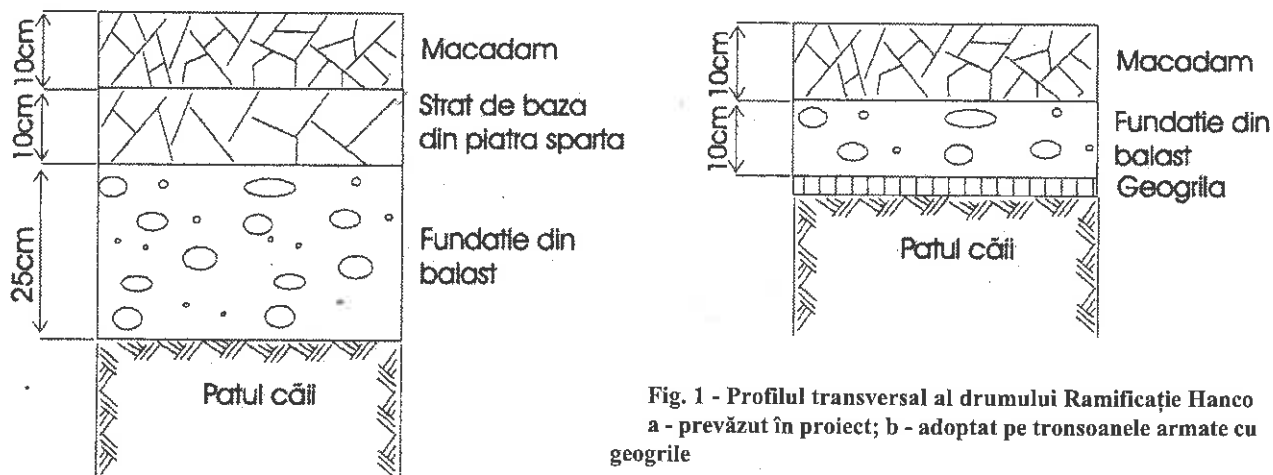 10cm
Macadam
10cm
Strat de baza
din piatra sparta
25cm
Fundatie din
balast
Patul căii
10cm
Macadam
10cm
Fundatie din
balast
Geogrila
Patul căii
Fig. 1 - Profilul transversal al drumului Ramificație Hanco
a - prevăzut în proiect; b - adoptat pe tronsoanele armate cu
geogrile